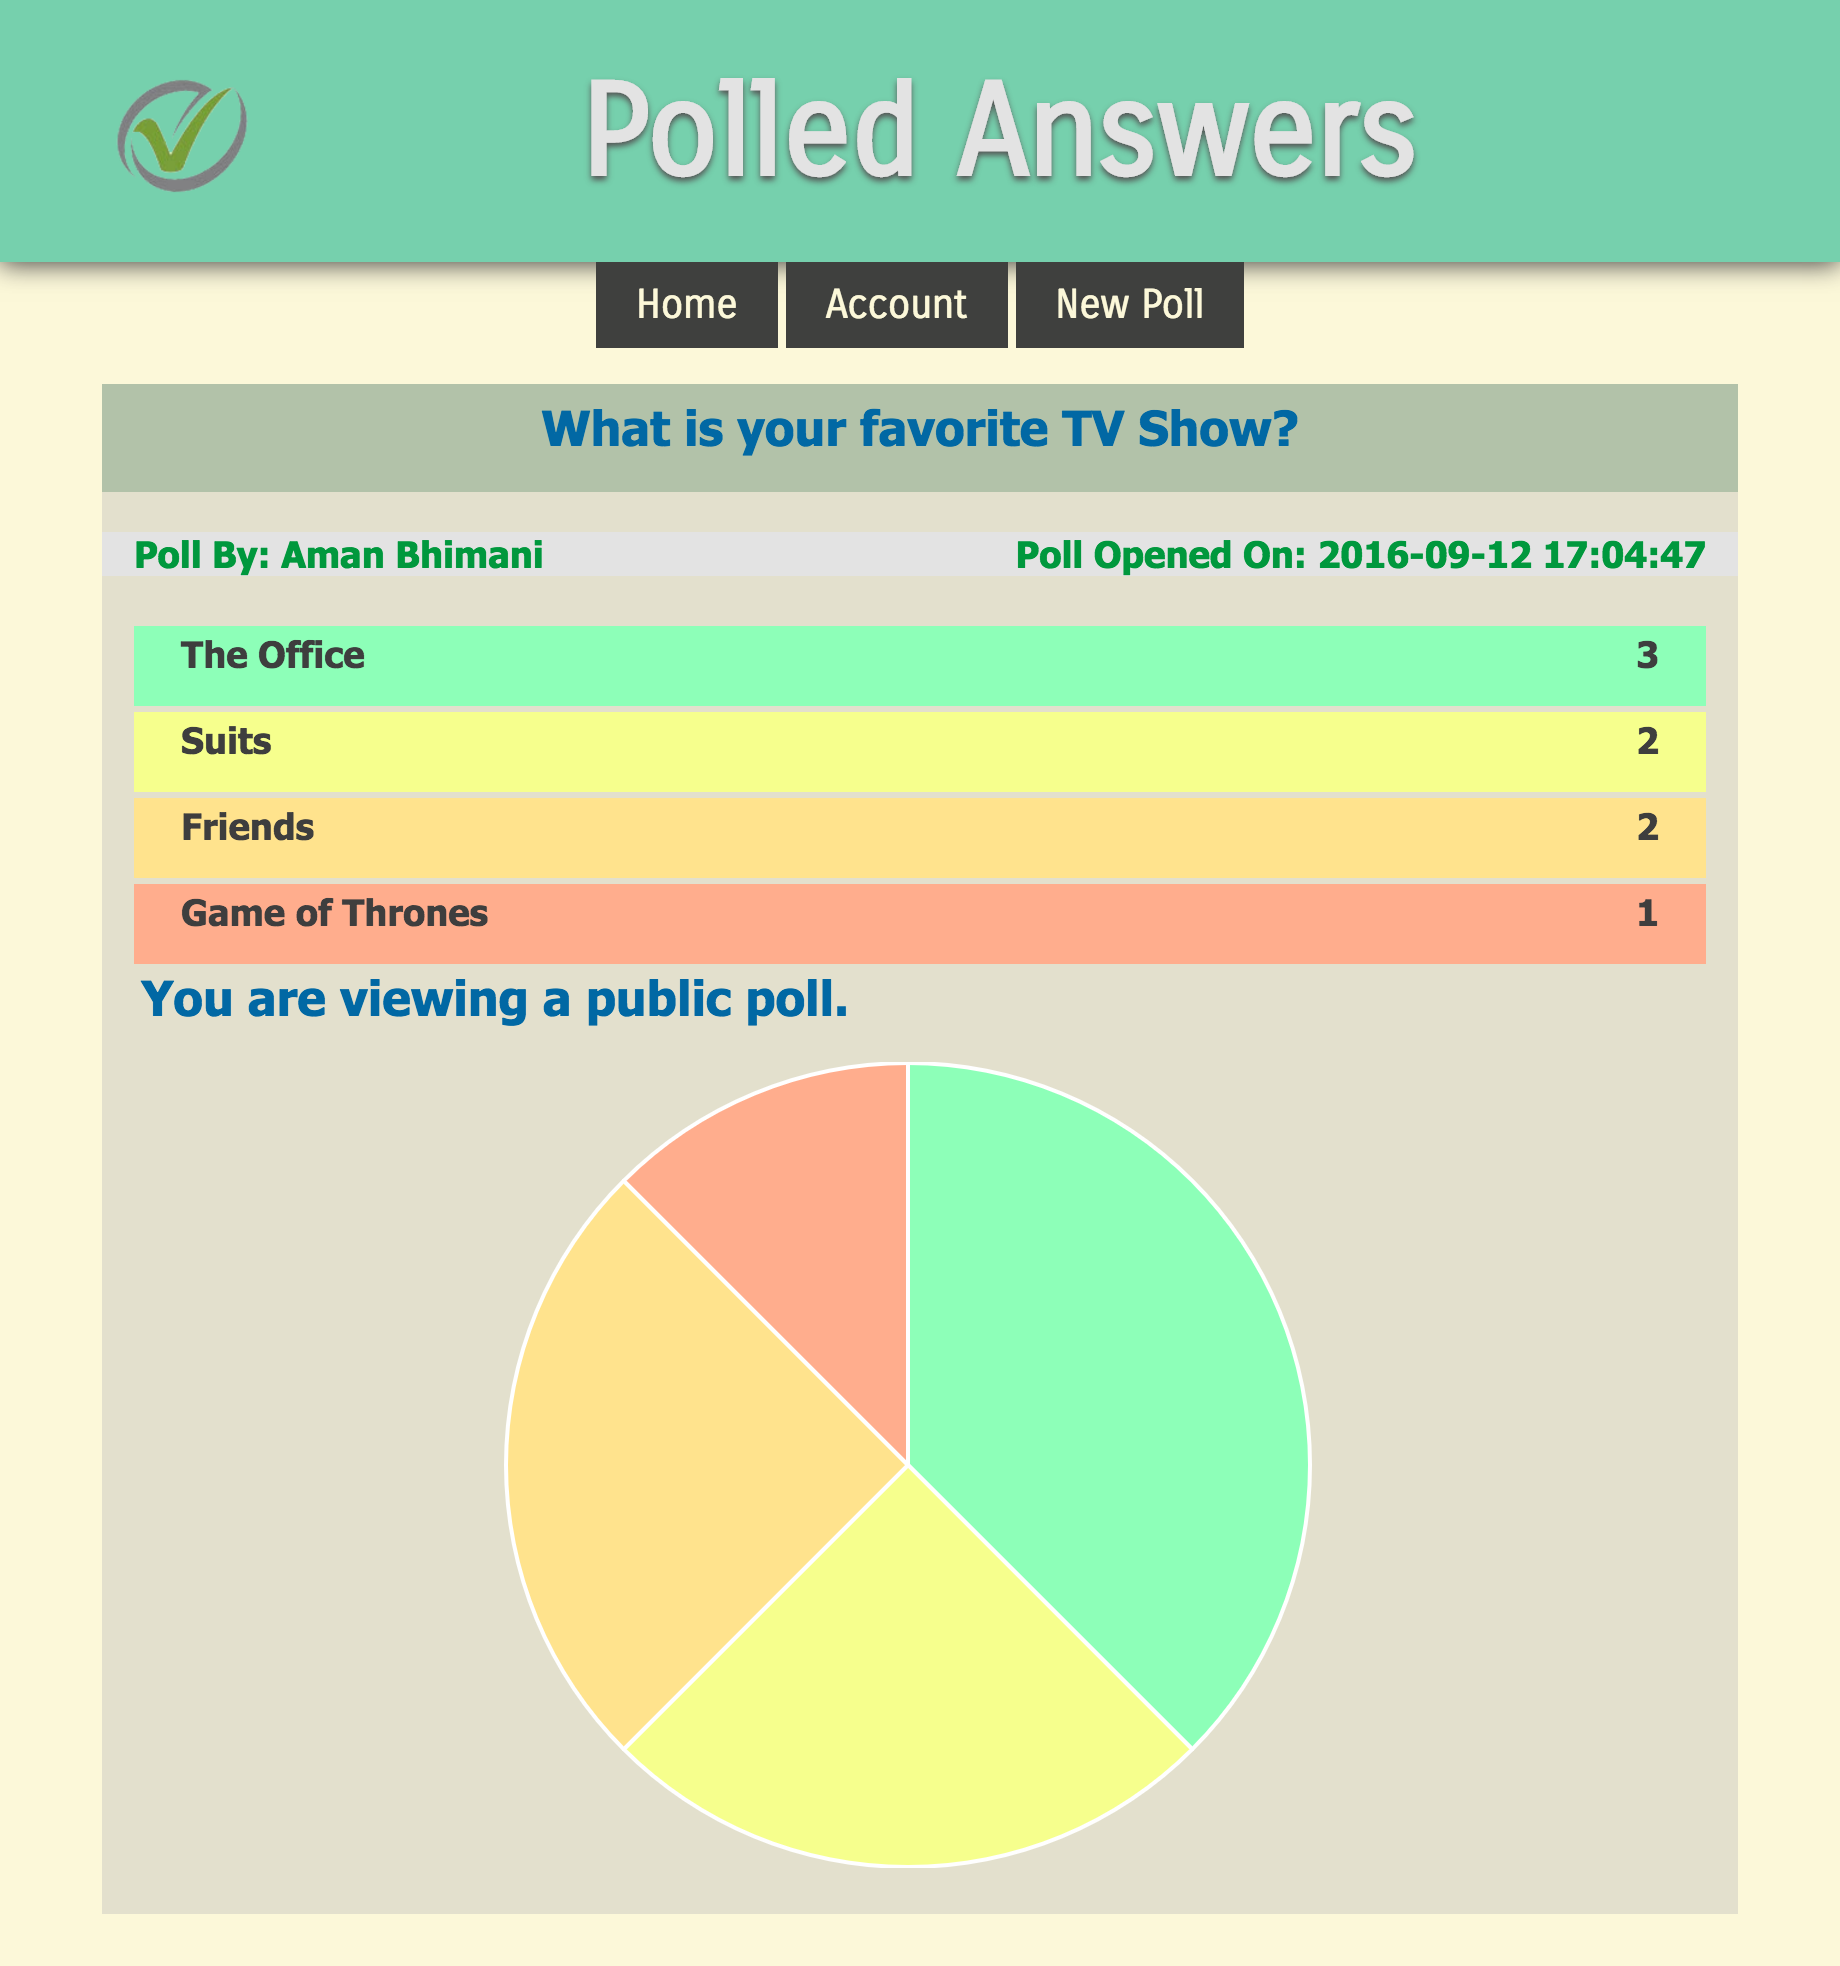 Polled Answers
Home Account New Poll
What is your favorite TV Show?
Poll By: Aman Bhimani Poll Opened On: 2016-09-12 17:04:47
The Office 3
Suits 2
Friends 2
Game of Thrones 1
You are viewing a public poll.